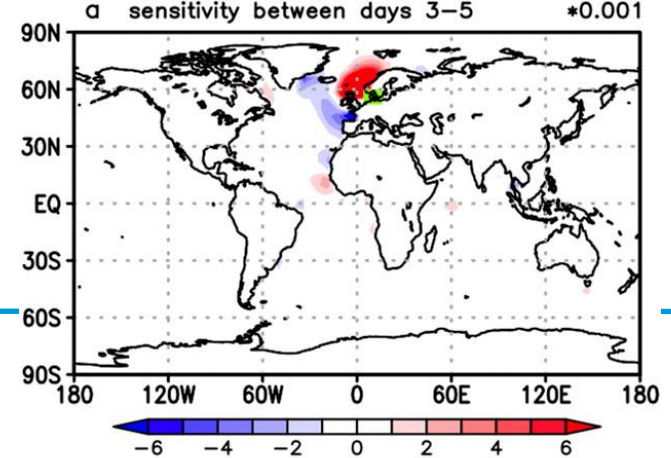 a sensitivity between days 3-5 *0.001
90N
60N
30N
EQ
30S
60S
90S
180 120W 60W 0 60E 120E 180
-6 -4 -2 0 2 4 6